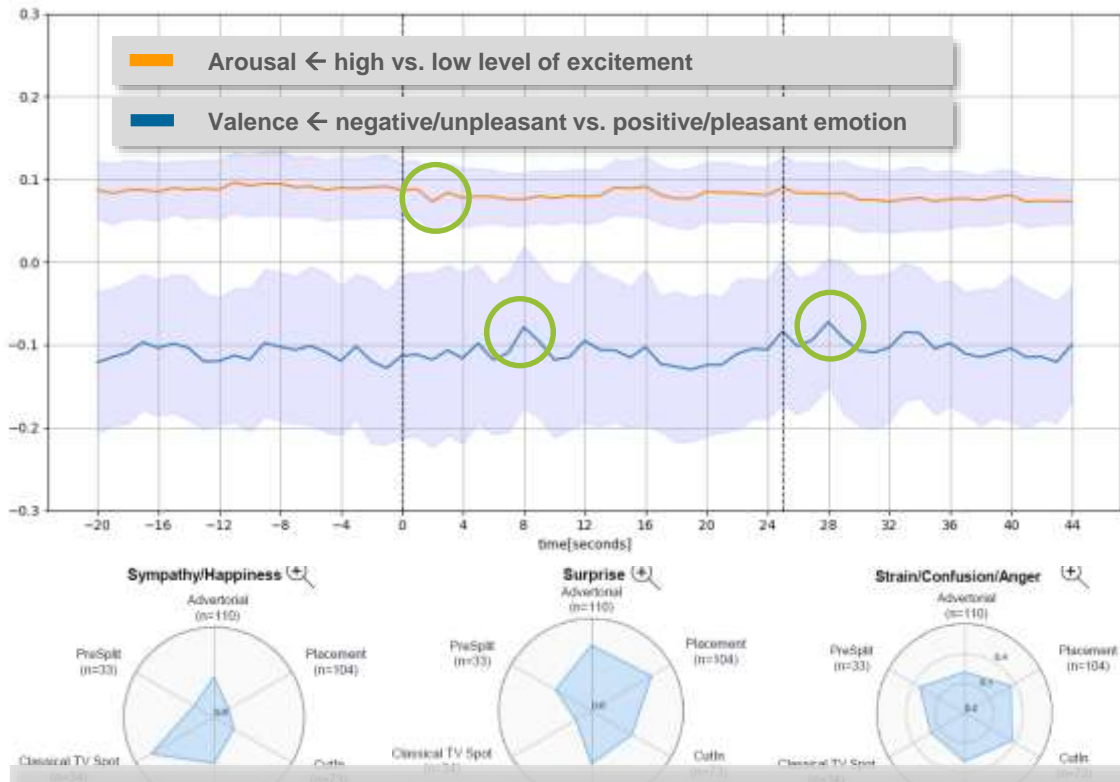 0.3
Arousal ← high vs. low level of excitement
0.2
Valence ← negative/unpleasant vs. positive/pleasant emotion
0.1
0.0
−0.1
−0.2
−0.3
−20 −16 −12 −8 −4 0 4 8 12 16 20 24 28 32 36 40 44
time[seconds]
Sympathy/Happiness
Advertorial
(n=110)
PreSplit
(n=33)
Placement
(n=104)
Classical TV Spot
CutIn
Surprise
Advertorial
(n=110)
PreSplit
(n=33)
Placement
(n=104)
Classical TV Spot
CutIn
Strain/Confusion/Anger
Advertorial
(n=110)
PreSplit
(n=33)
Placement
(n=104)
0.4
Classical TV Spot
CutIn